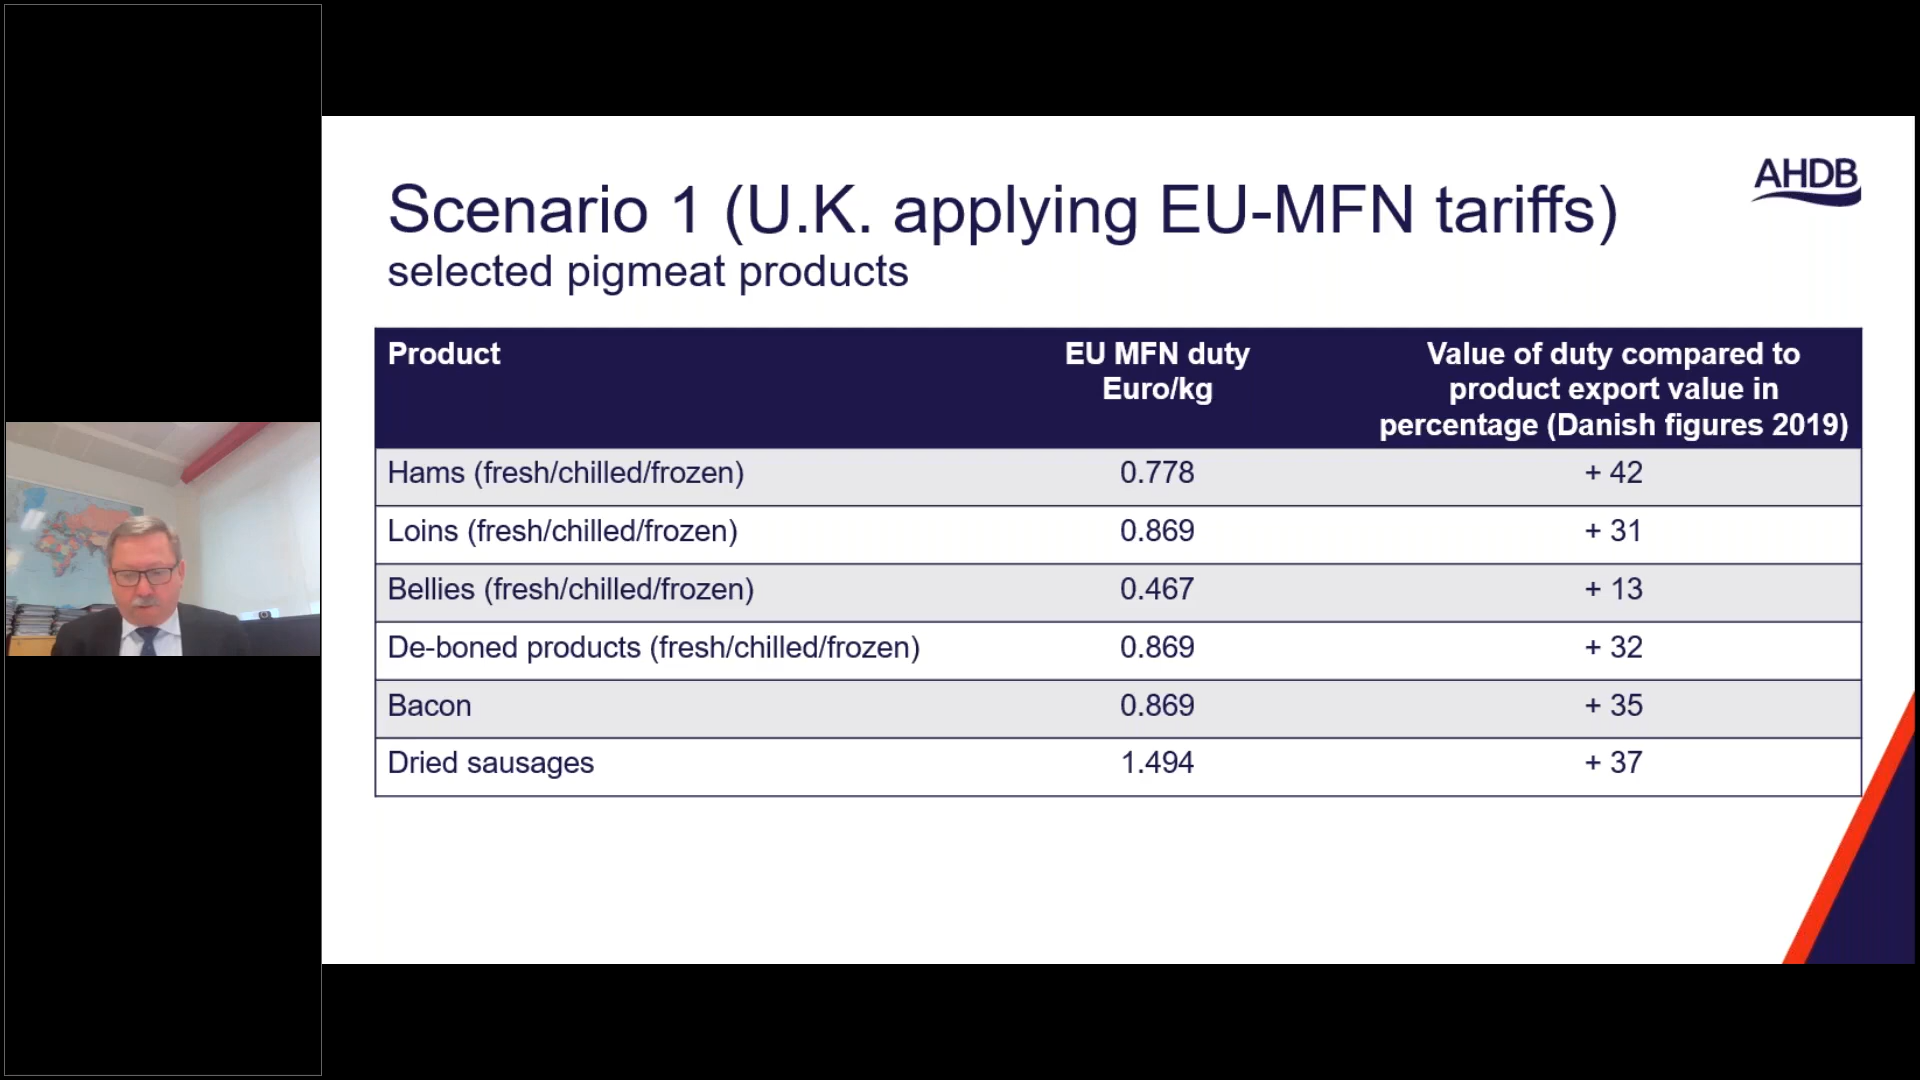 AHDB
Scenario 1 (U.K. applying EU-MFN tariffs)
selected pigmeat products
Product
EU MFN duty
Euro/kg
Value of duty compared to
product export value in
percentage (Danish figures 2019)
Hams (fresh/chilled/frozen) 0.778 + 42
Loins (fresh/chilled/frozen) 0.869 + 31
Bellies (fresh/chilled/frozen) 0.467 + 13
De-boned products (fresh/chilled/frozen) 0.869 + 32
Bacon 0.869 + 35
Dried sausages 1.494 + 37